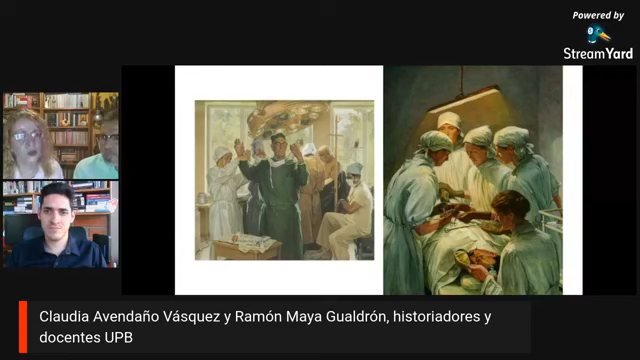 Powered by
StreamYard
Claudia Avendaño Vásquez y Ramón Maya Gualdrón, historiadores y
docentes UPB